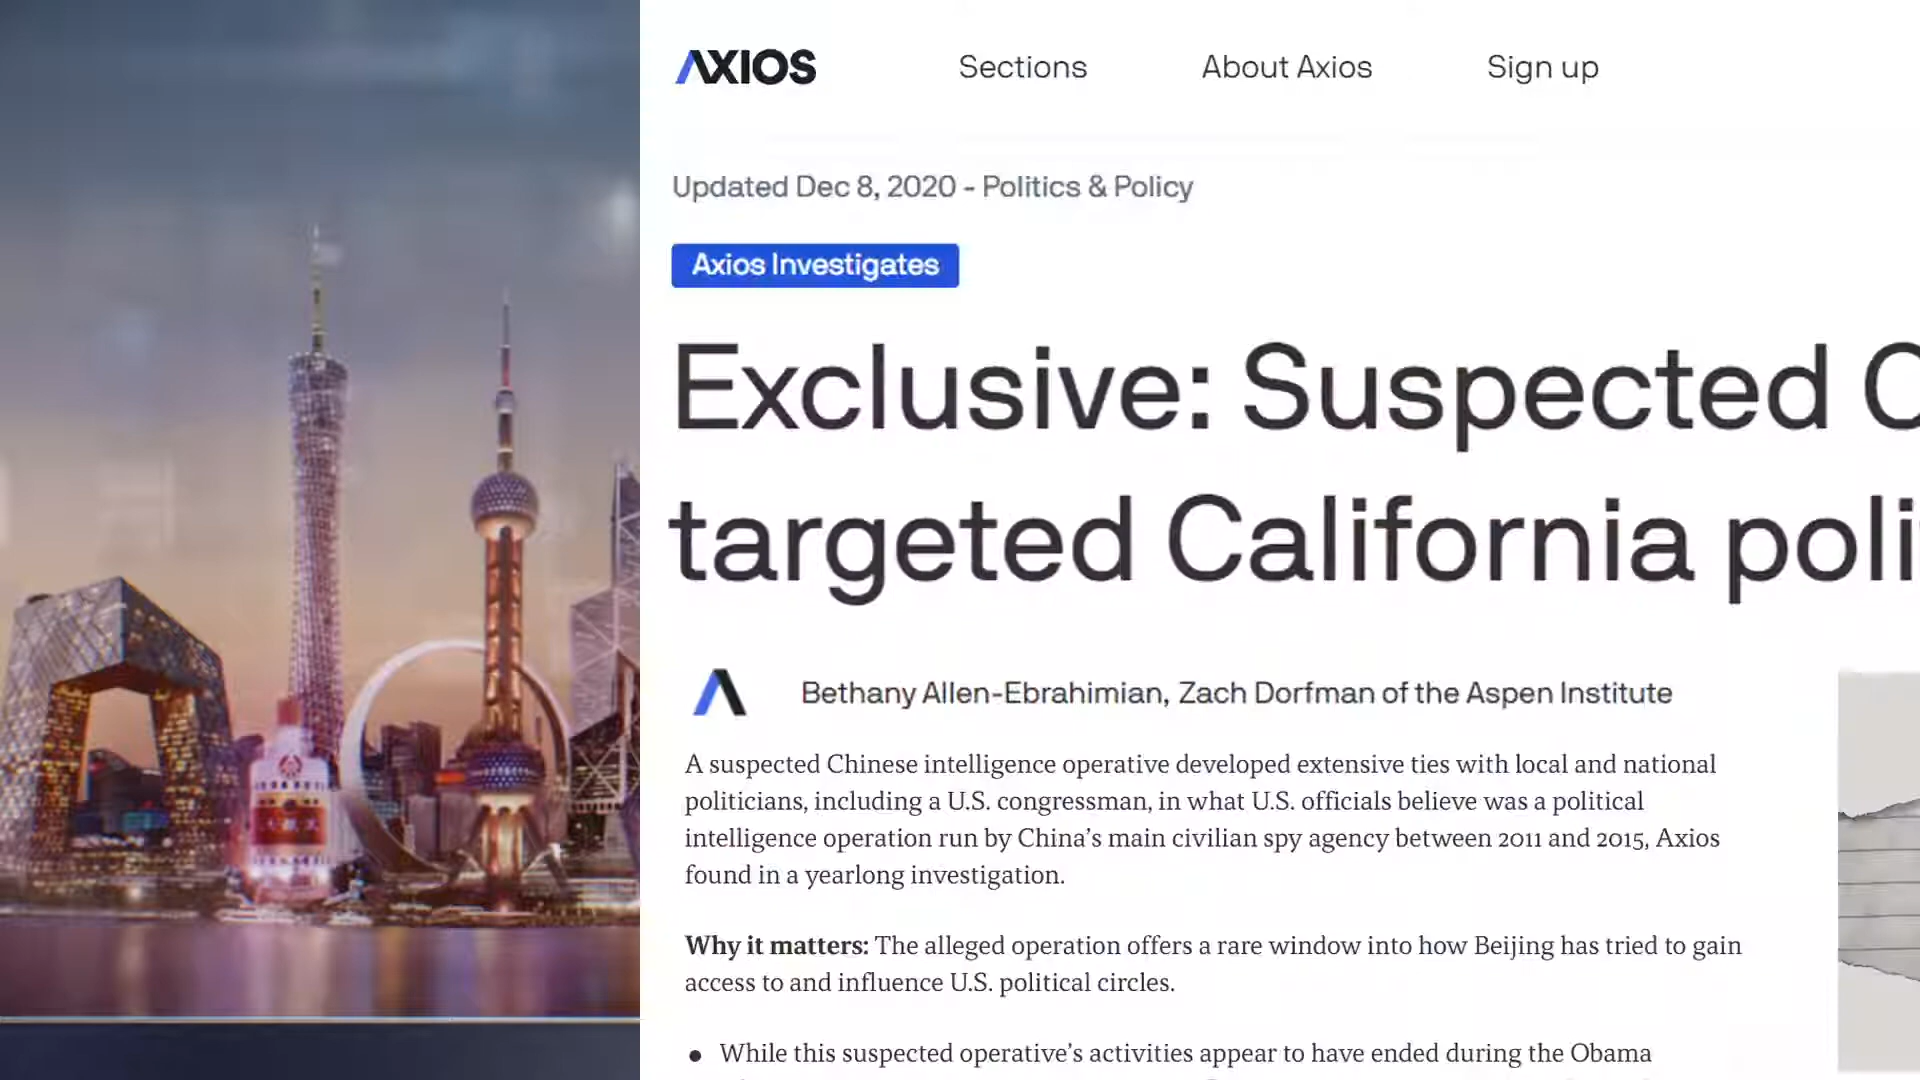 AXIOS
Sections
About Axios
Sign up
Updated Dec 8, 2020 - Politics & Policy
Axios Investigates
Exclusive: Suspected C
targeted California poli
Bethany Allen-Ebrahimian, Zach Dorfman of the Aspen Institute
A suspected Chinese intelligence operative developed extensive ties with local and national
politicians, including a U.S. congressman, in what U.S. officials believe was a political
intelligence operation run by China’s main civilian spy agency between 2011 and 2015, Axios
found in a yearlong investigation.
Why it matters: The alleged operation offers a rare window into how Beijing has tried to gain
access to and influence U.S. political circles.
• While this suspected operative’s activities appear to have ended during the Obama